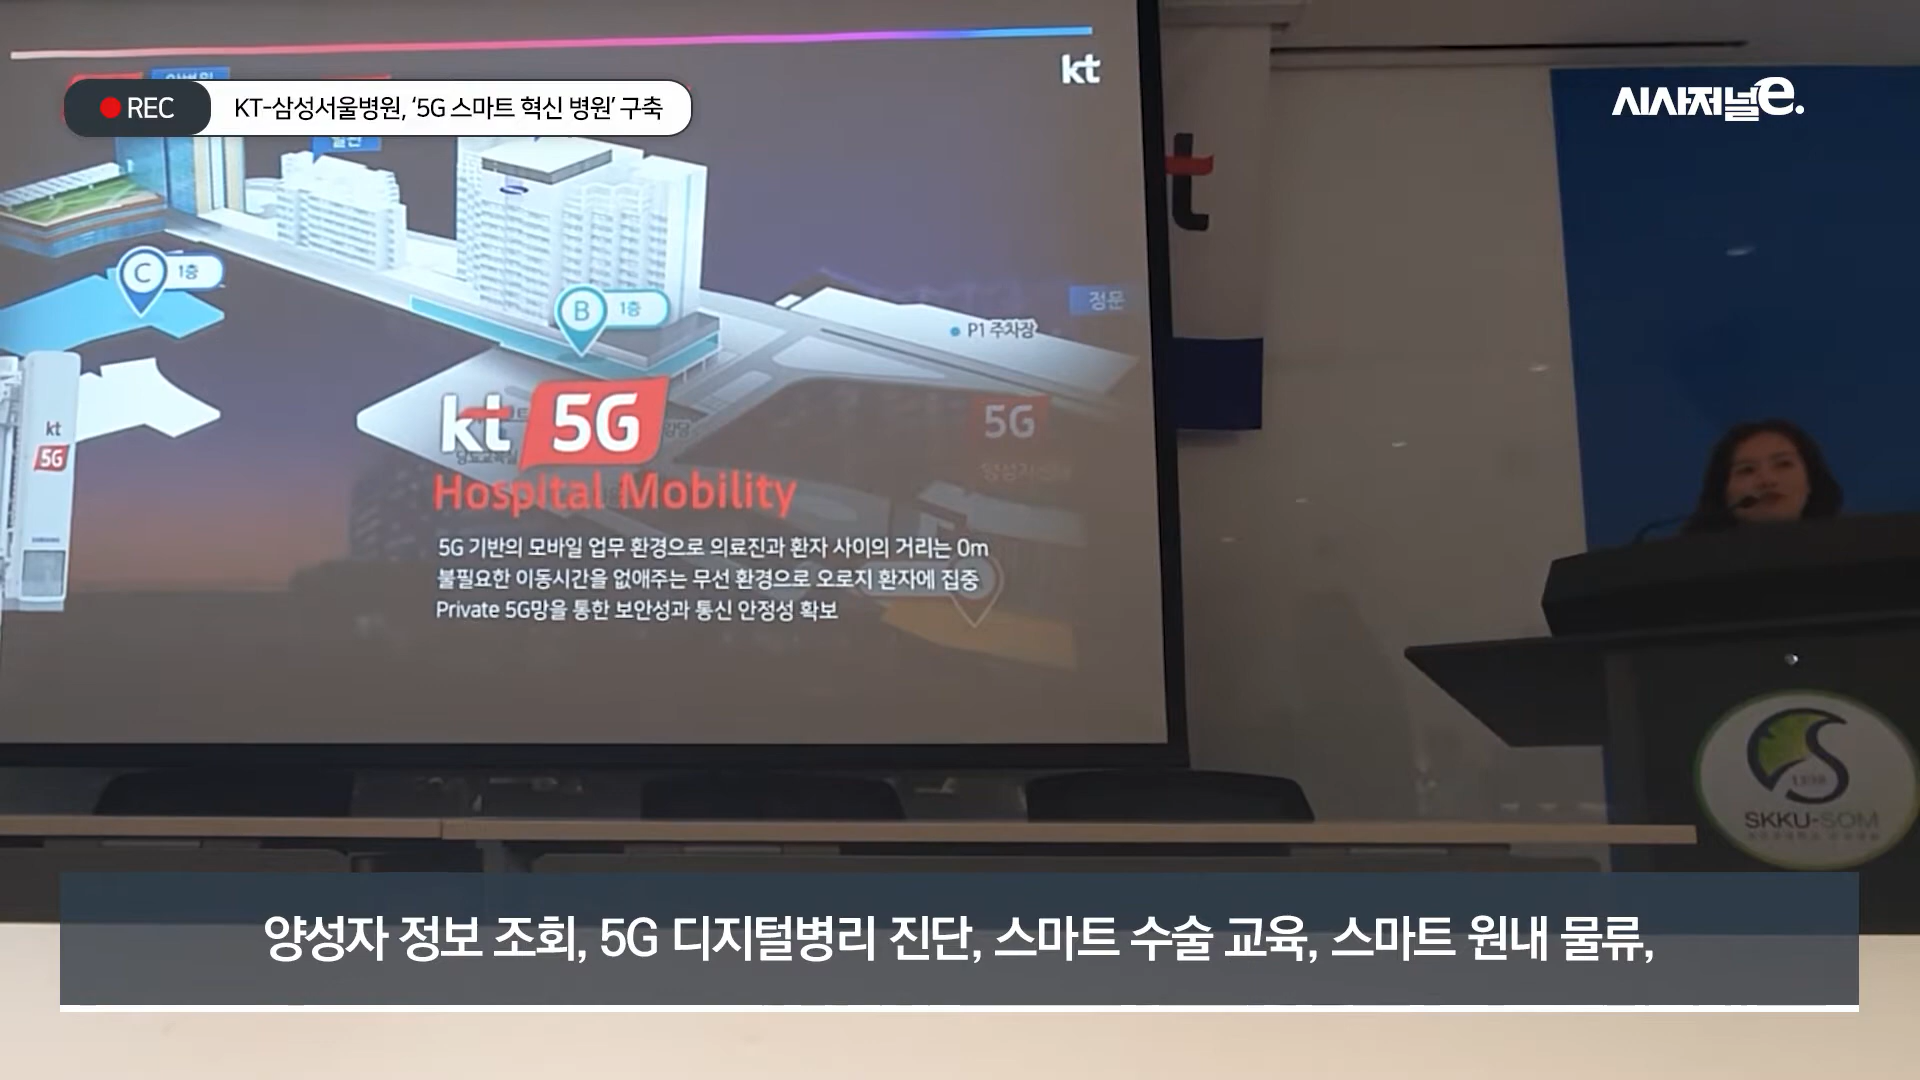 kt
REC
KT-삼성서울병원, ‘5G 스마트 혁신 병원’ 구축
시사저널e.
t
C 1층
B 1층
정문
P1 주차장
kt 5G
5G
kt
5G
Hospital Mobility
5G 기반의 모바일 업무 환경으로 의료진과 환자 사이의 거리는 0m
불필요한 이동시간을 없애주는 무선 환경으로 오로지 환자에 집중
Private 5G망을 통한 보안성과 통신 안정성 확보
SKKU-SOM
양성자 정보 조회, 5G 디지털병리 진단, 스마트 수술 교육, 스마트 원내 물류,